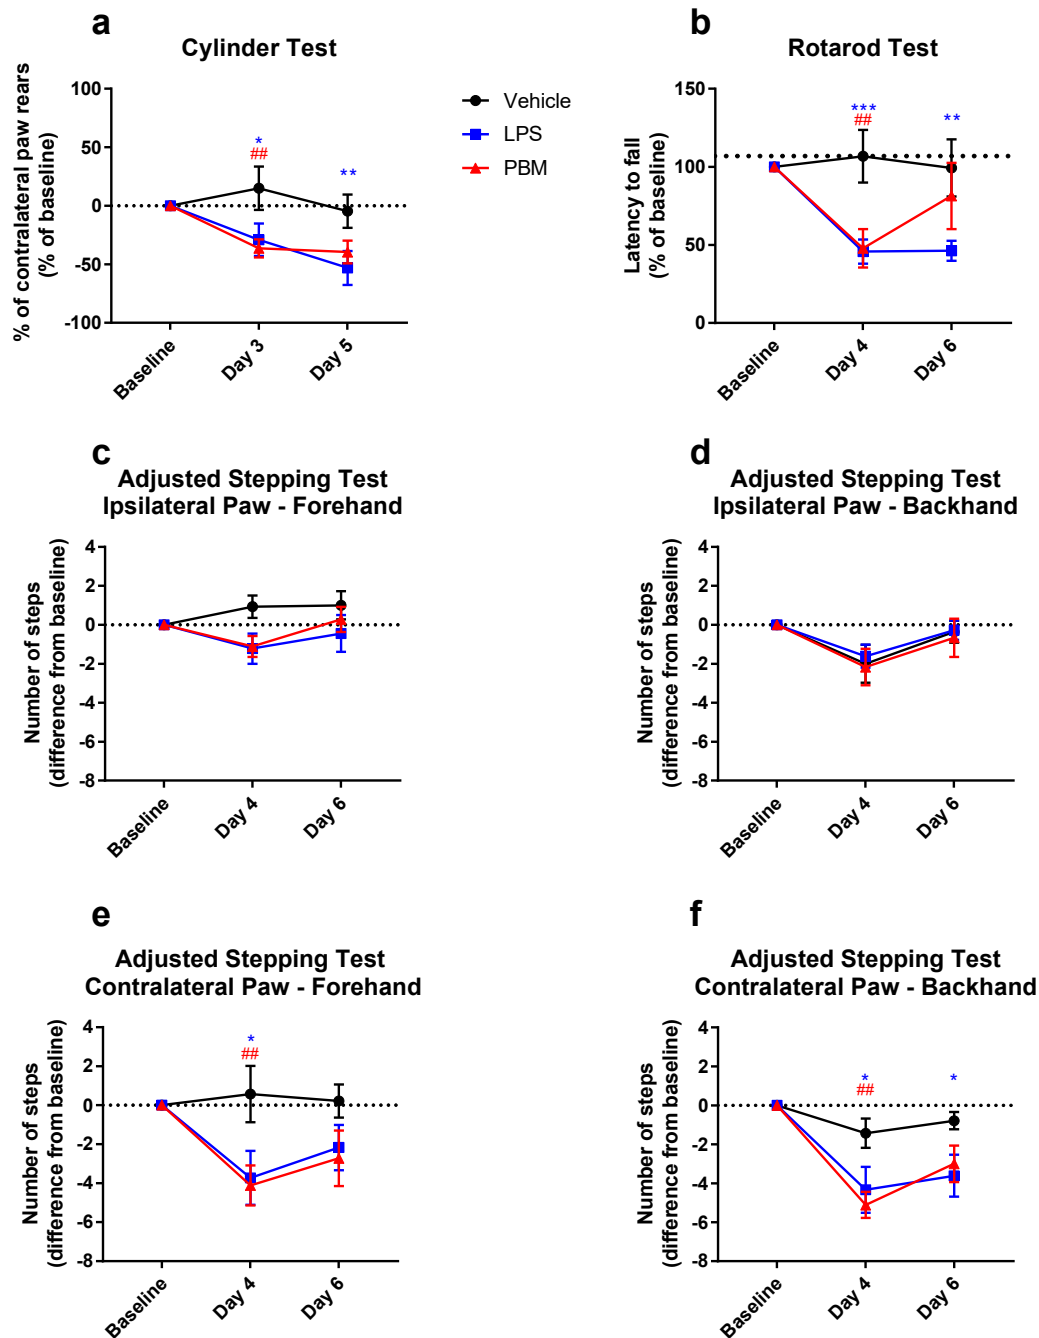 a
Cylinder Test
% of contralateral paw rears
(% of baseline)
100
50
0
-50
-100
*
##
**
Baseline
Day 3
Day 5
Vehicle
LPS
PBM
b
Rotarod Test
Latency to fall
(% of baseline)
150
100
50
0
***
##
**
Baseline
Day 4
Day 6
c
Adjusted Stepping Test
Ipsilateral Paw - Forehand
Number of steps
(difference from baseline)
4
2
0
-2
-4
-6
-8
Baseline
Day 4
Day 6
d
Adjusted Stepping Test
Ipsilateral Paw - Backhand
Number of steps
(difference from baseline)
4
2
0
-2
-4
-6
-8
Baseline
Day 4
Day 6
e
Adjusted Stepping Test
Contralateral Paw - Forehand
Number of steps
(difference from baseline)
4
2
0
-2
-4
-6
-8
*
##
Baseline
Day 4
Day 6
f
Adjusted Stepping Test
Contralateral Paw - Backhand
Number of steps
(difference from baseline)
4
2
0
-2
-4
-6
-8
*
##
*
Baseline
Day 4
Day 6